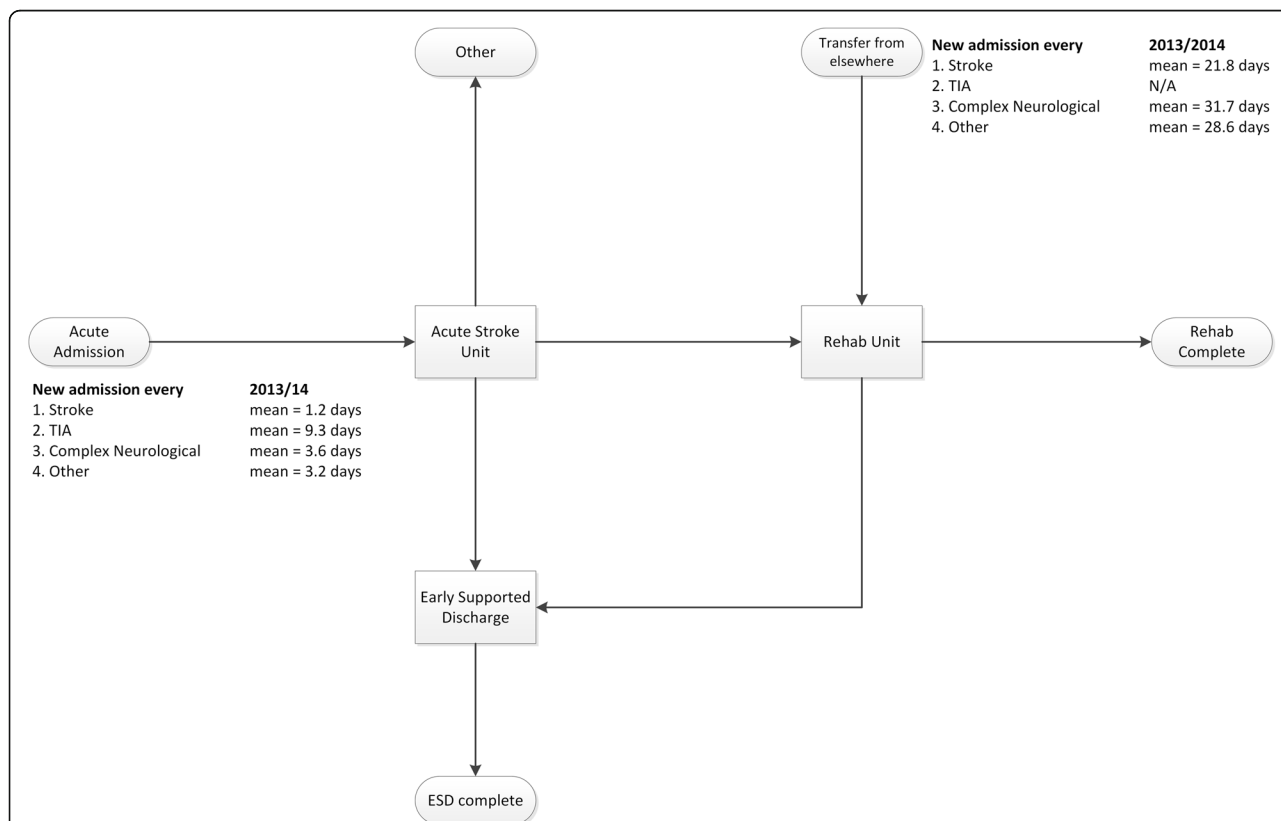 Other
Transfer from
elsewhere
New admission every 2013/2014
1. Stroke mean = 21.8 days
2. TIA N/A
3. Complex Neurological mean = 31.7 days
4. Other mean = 28.6 days
Acute
Admission
Acute Stroke
Unit
Rehab Unit
Rehab
Complete
New admission every 2013/14
1. Stroke mean = 1.2 days
2. TIA mean = 9.3 days
3. Complex Neurological mean = 3.6 days
4. Other mean = 3.2 days
Early Supported
Discharge
ESD complete